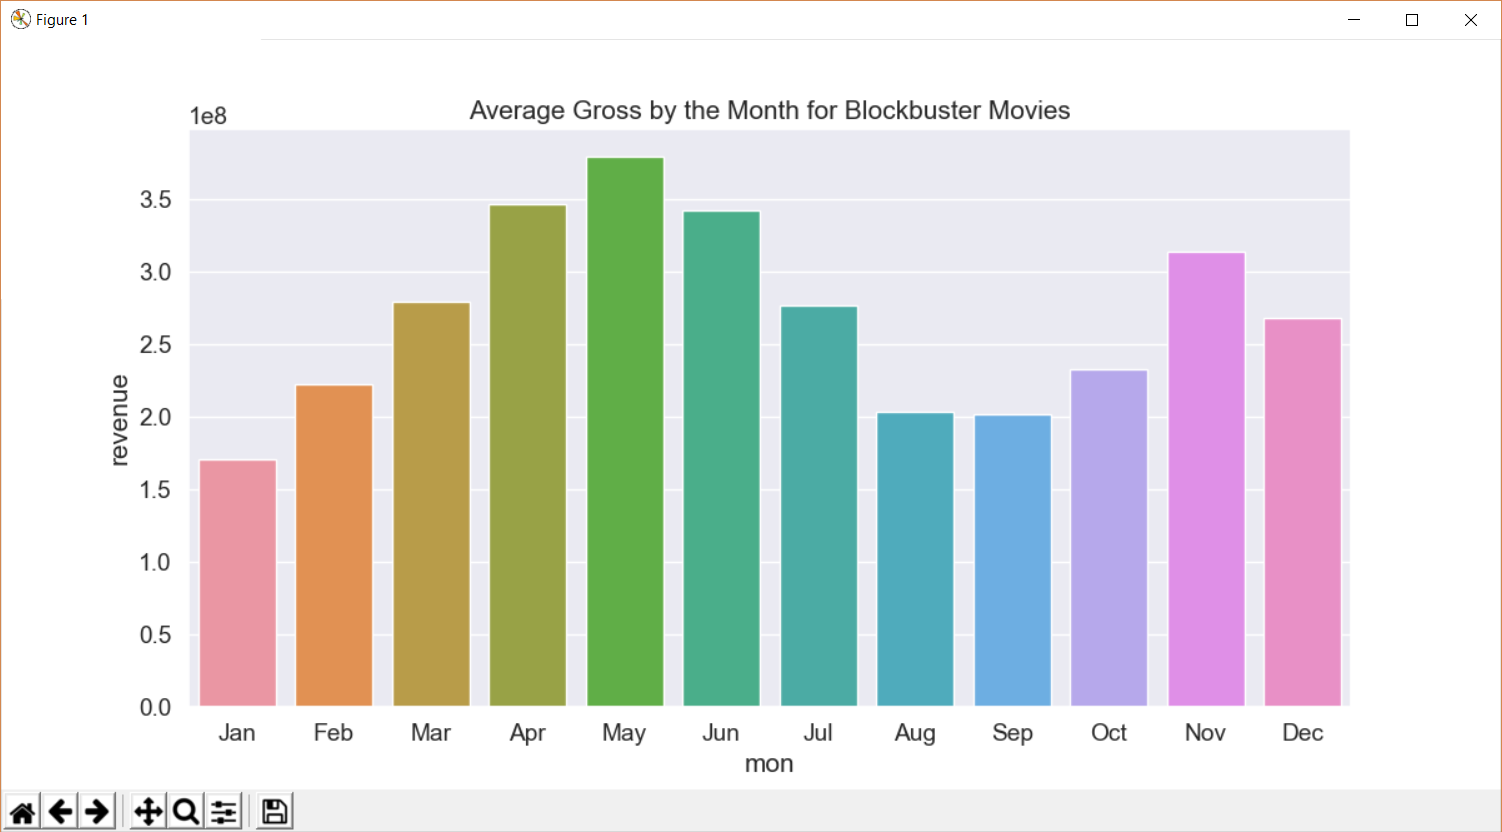 Figure 1
1e8
Average Gross by the Month for Blockbuster Movies
3.5
3.0
2.5
2.0
1.5
1.0
0.5
0.0
revenue
Jan Feb Mar Apr May Jun Jul Aug Sep Oct Nov Dec
mon